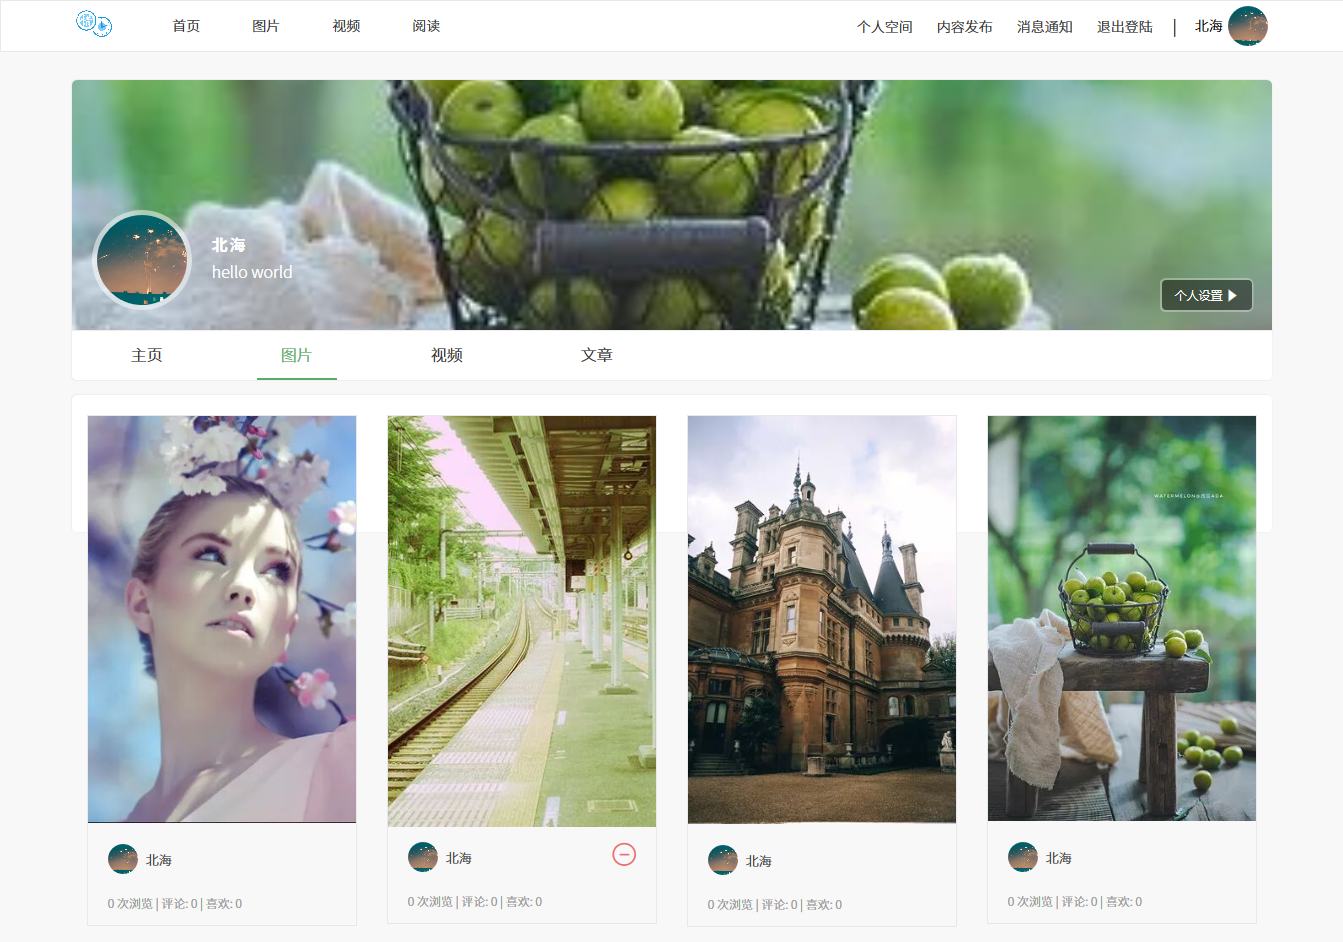 首页 图片 视频 阅读 个人空间 内容发布 消息通知 退出登陆 | 北海
北海
hello world
个人设置
主页 图片 视频 文章
北海 北海 北海 北海
0 次浏览 | 评论: 0 | 喜欢: 0
0 次浏览 | 评论: 0 | 喜欢: 0
0 次浏览 | 评论: 0 | 喜欢: 0
0 次浏览 | 评论: 0 | 喜欢: 0